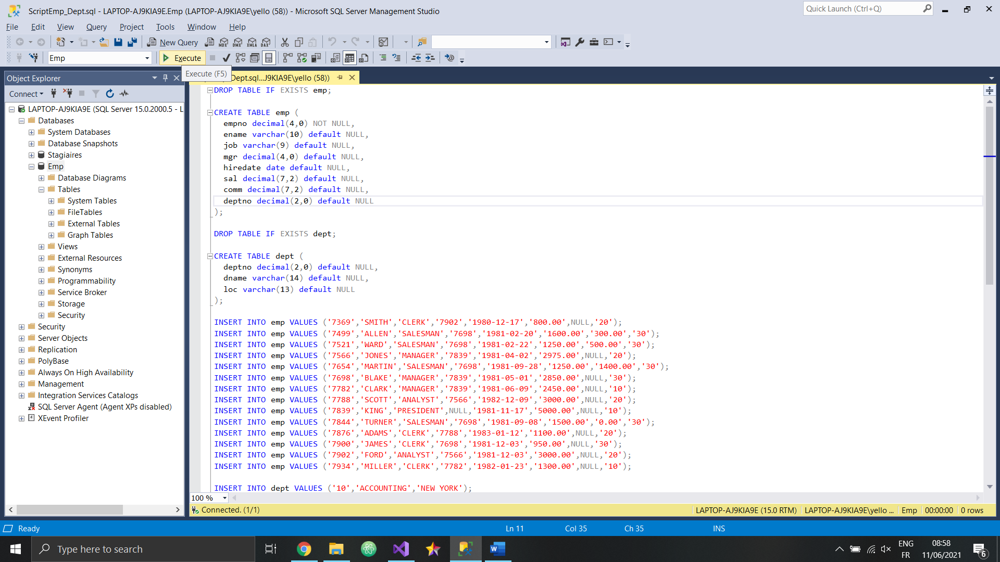 ScriptEmp_Dept.sql - LAPTOP-AJ9KIA9E.Emp (LAPTOP-AJ9KIA9E\yello (58)) - Microsoft SQL Server Management Studio
Quick Launch (Ctrl+Q)
File Edit View Query Project Tools Window Help
New Query MDX DMX XMLA DAX
Emp Execute
Execute (F5)
Object Explorer
Dept.sql...J9KIA9E\yello (58))
Connect
LAPTOP-AJ9KIA9E (SQL Server 15.0.2000.5 - L
Databases
System Databases
Database Snapshots
Stagiaires
Emp
Database Diagrams
Tables
System Tables
FileTables
External Tables
Graph Tables
Views
External Resources
Synonyms
Programmability
Service Broker
Storage
Security
Security
Server Objects
Replication
PolyBase
Always On High Availability
Management
Integration Services Catalogs
SQL Server Agent (Agent XPs disabled)
XEvent Profiler
DROP TABLE IF EXISTS emp;
CREATE TABLE emp (
empno decimal(4,0) NOT NULL,
ename varchar(10) default NULL,
job varchar(9) default NULL,
mgr decimal(4,0) default NULL,
hiredate date default NULL,
sal decimal(7,2) default NULL,
comm decimal(7,2) default NULL,
deptno decimal(2,0) default NULL
);
DROP TABLE IF EXISTS dept;
CREATE TABLE dept (
deptno decimal(2,0) default NULL,
dname varchar(14) default NULL,
loc varchar(13) default NULL
);
INSERT INTO emp VALUES ('7369','SMITH','CLERK','7902','1980-12-17','800.00',NULL,'20');
INSERT INTO emp VALUES ('7499','ALLEN','SALESMAN','7698','1981-02-20','1600.00','300.00','30');
INSERT INTO emp VALUES ('7521','WARD','SALESMAN','7698','1981-02-22','1250.00','500.00','30');
INSERT INTO emp VALUES ('7566','JONES','MANAGER','7839','1981-04-02','2975.00',NULL,'20');
INSERT INTO emp VALUES ('7654','MARTIN','SALESMAN','7698','1981-09-28','1250.00','1400.00','30');
INSERT INTO emp VALUES ('7698','BLAKE','MANAGER','7839','1981-05-01','2850.00',NULL,'30');
INSERT INTO emp VALUES ('7782','CLARK','MANAGER','7839','1981-06-09','2450.00',NULL,'10');
INSERT INTO emp VALUES ('7788','SCOTT','ANALYST','7566','1982-12-09','3000.00',NULL,'20');
INSERT INTO emp VALUES ('7839','KING','PRESIDENT',NULL,'1981-11-17','5000.00',NULL,'10');
INSERT INTO emp VALUES ('7844','TURNER','SALESMAN','7698','1981-09-08','1500.00','0.00','30');
INSERT INTO emp VALUES ('7876','ADAMS','CLERK','7788','1983-01-12','1100.00',NULL,'20');
INSERT INTO emp VALUES ('7900','JAMES','CLERK','7698','1981-12-03','950.00',NULL,'30');
INSERT INTO emp VALUES ('7902','FORD','ANALYST','7566','1981-12-03','3000.00',NULL,'20');
INSERT INTO emp VALUES ('7934','MILLER','CLERK','7782','1982-01-23','1300.00',NULL,'10');
INSERT INTO dept VALUES ('10','ACCOUNTING','NEW YORK');
100 %
Connected. (1/1) LAPTOP-AJ9KIA9E (15.0 RTM) LAPTOP-AJ9KIA9E\yello ... Emp 00:00:00 0 rows
Ready Ln 11 Col 35 Ch 35 INS
Type here to search
ENG
FR
08:58
11/06/2021
6